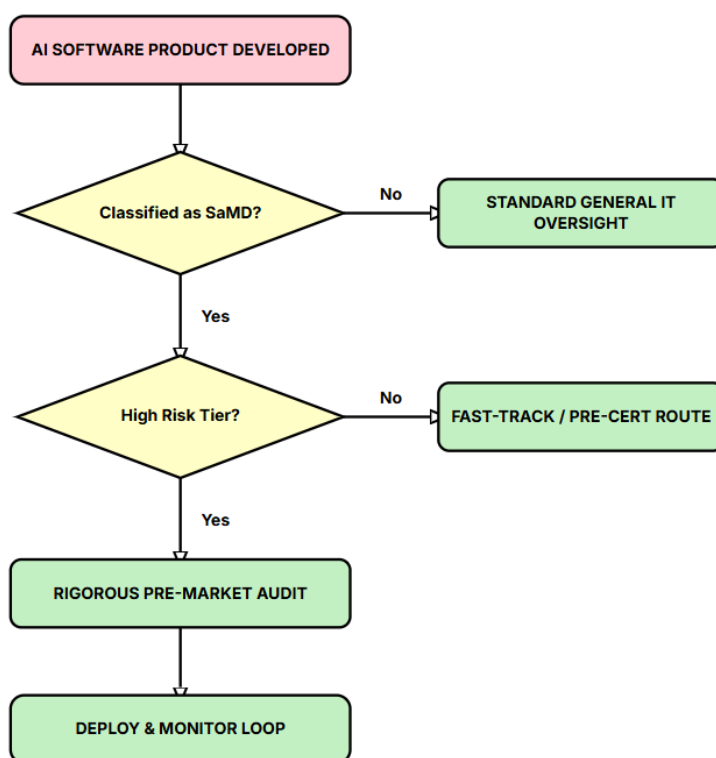 AI SOFTWARE PRODUCT DEVELOPED
Classified as SaMD?
No
STANDARD GENERAL IT
OVERSIGHT
Yes
High Risk Tier?
No
FAST-TRACK / PRE-CERT ROUTE
Yes
RIGOROUS PRE-MARKET AUDIT
DEPLOY & MONITOR LOOP